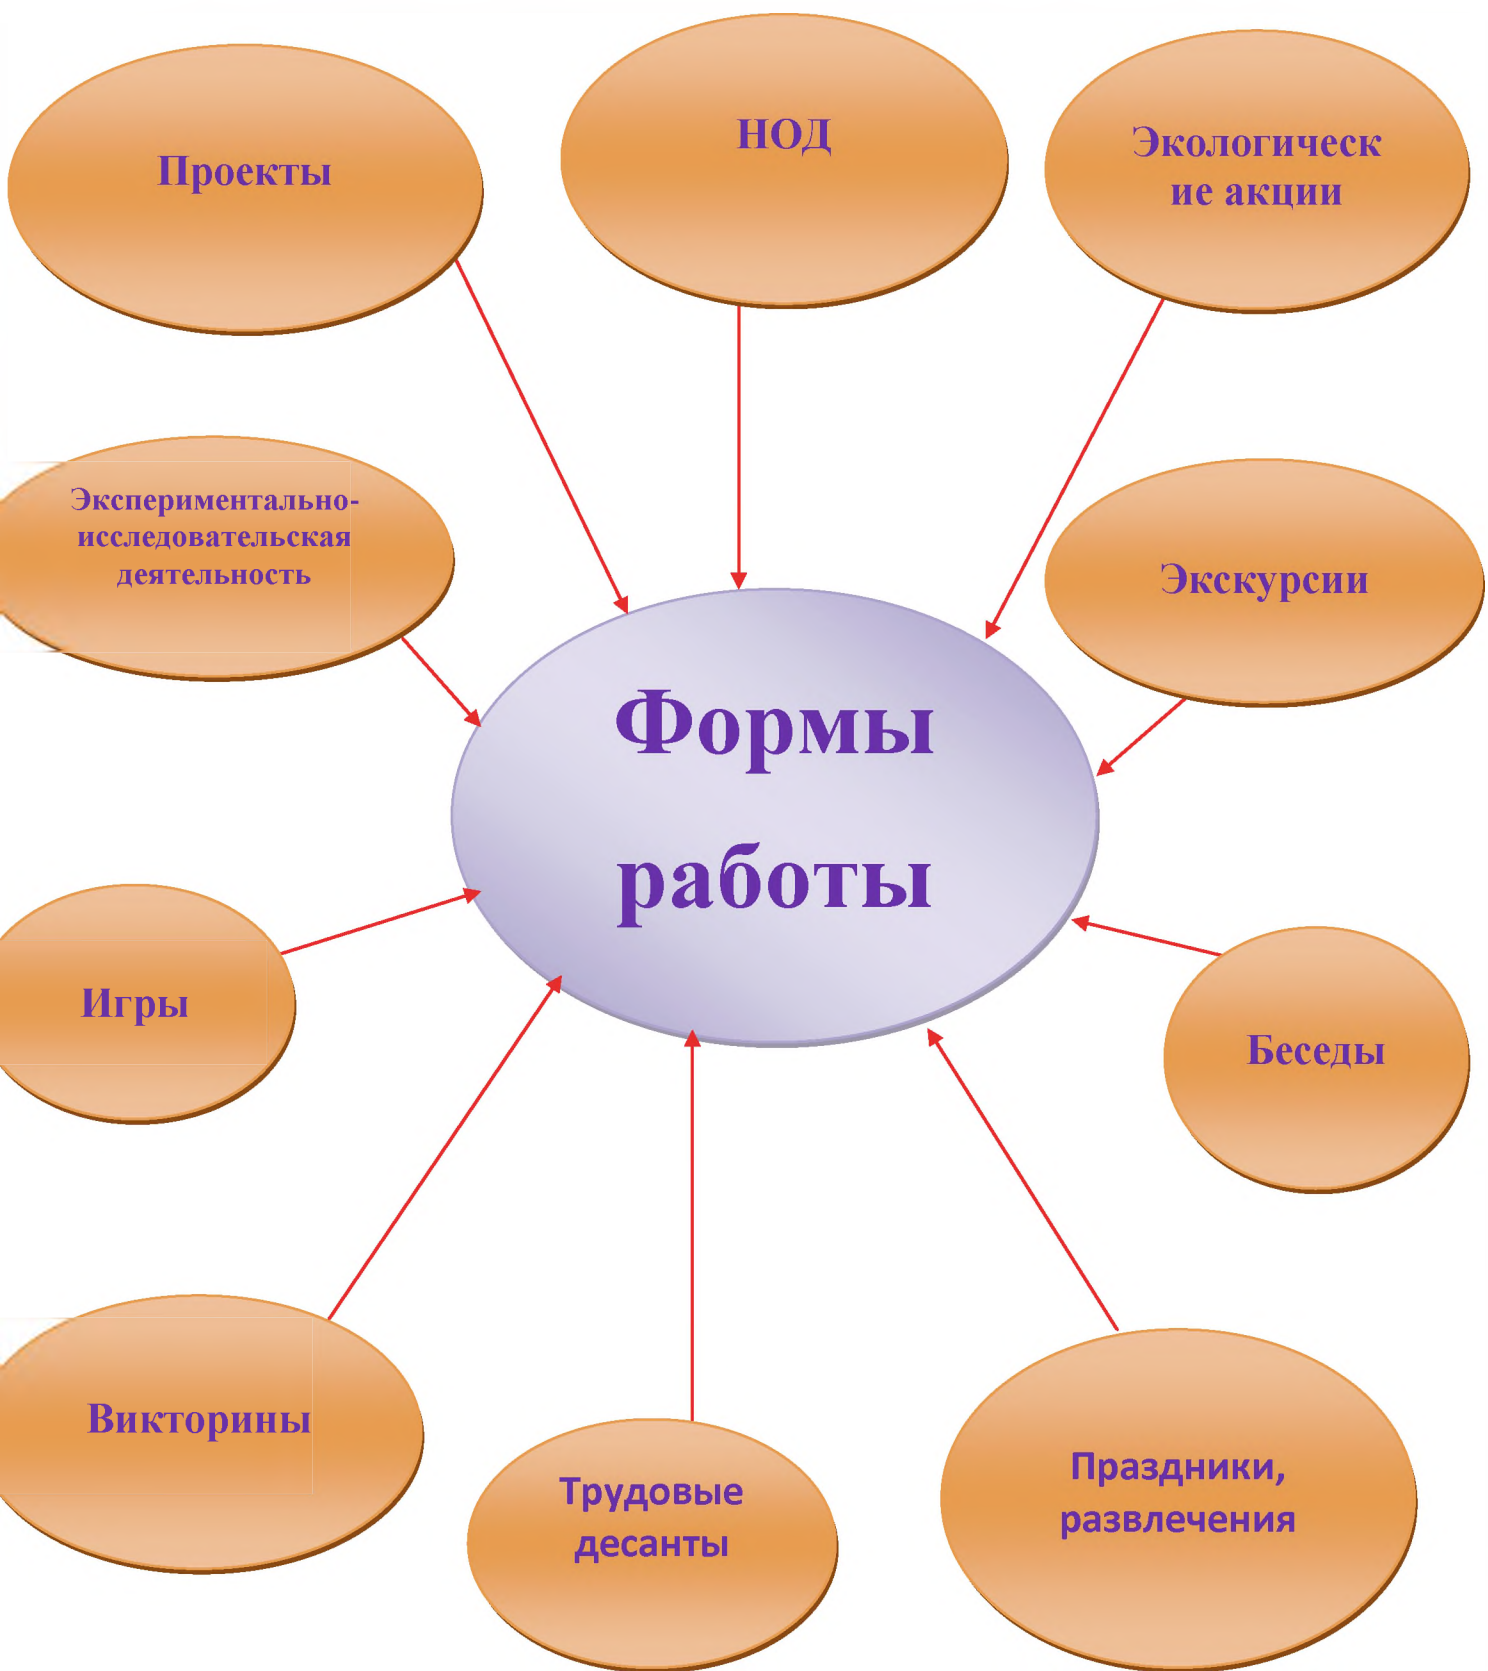 Проекты
НОД
Экологическ
ие акции
Экспериментально-
исследовательская
деятельность
Экскурсии
Формы
работы
Игры
Беседы
Викторины
Трудовые
десанты
Праздники,
развлечения